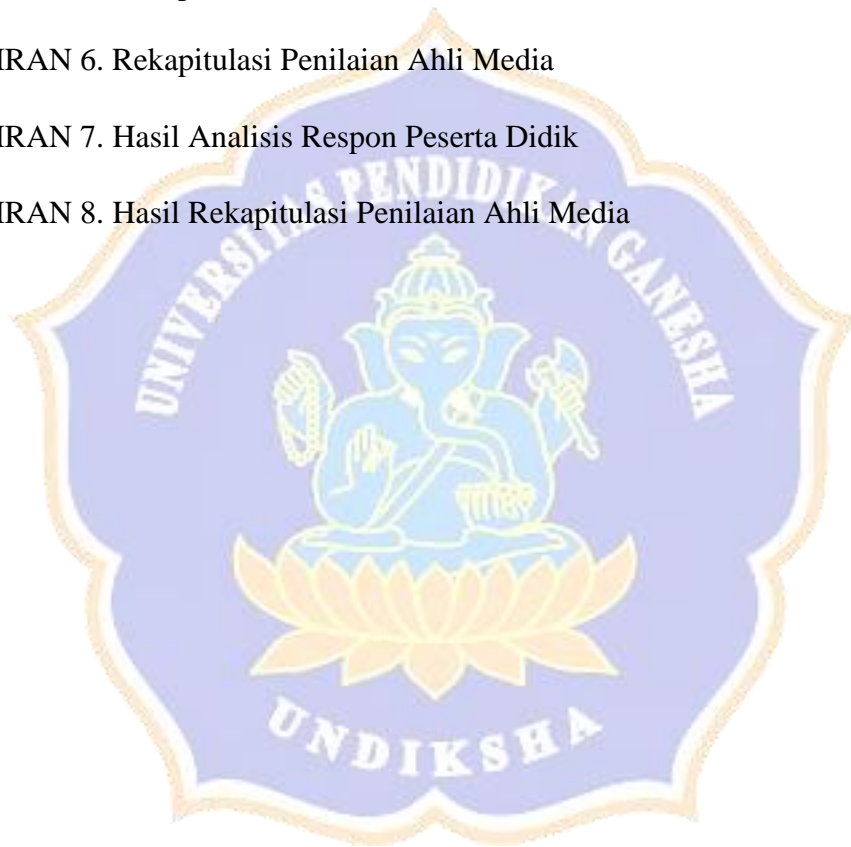 IRAN 6. Rekapitulasi Penilaian Ahli Media
IRAN 7. Hasil Analisis Respon Peserta Didik
IRAN 8. Hasil Rekapitulasi Penilaian Ahli Media
UNIVERSITAS PENDIDIKAN GANESHA
UNDIKSHA